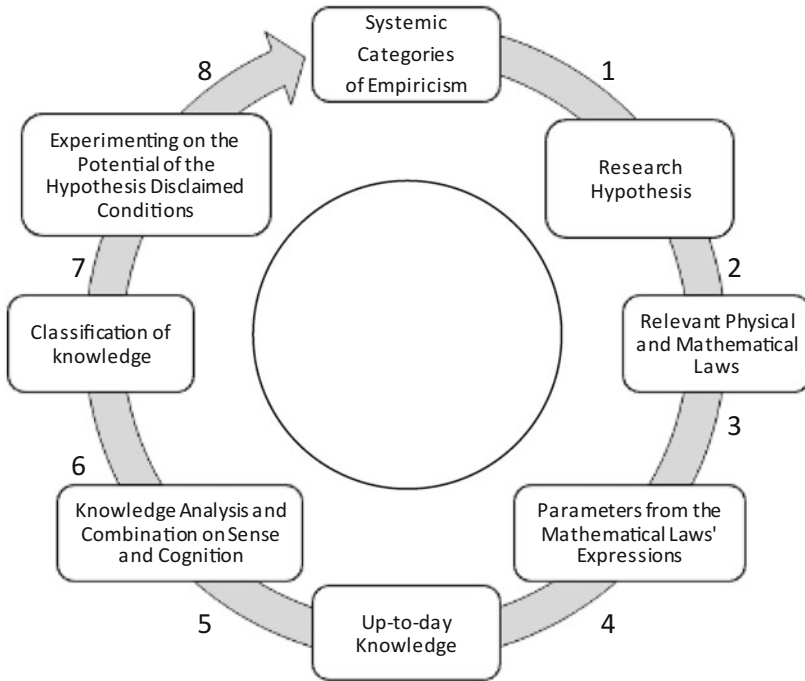 Systemic
Categories
of Empiricism
1
Research
Hypothesis
2
Relevant Physical
and Mathematical
Laws
3
Parameters from the
Mathematical Laws'
Expressions
4
Up-to-day
Knowledge
5
Knowledge Analysis and
Combination on Sense
and Cognition
6
Classification of
knowledge
7
Experimenting on the
Potential of the
Hypothesis Disclaimed
Conditions
8